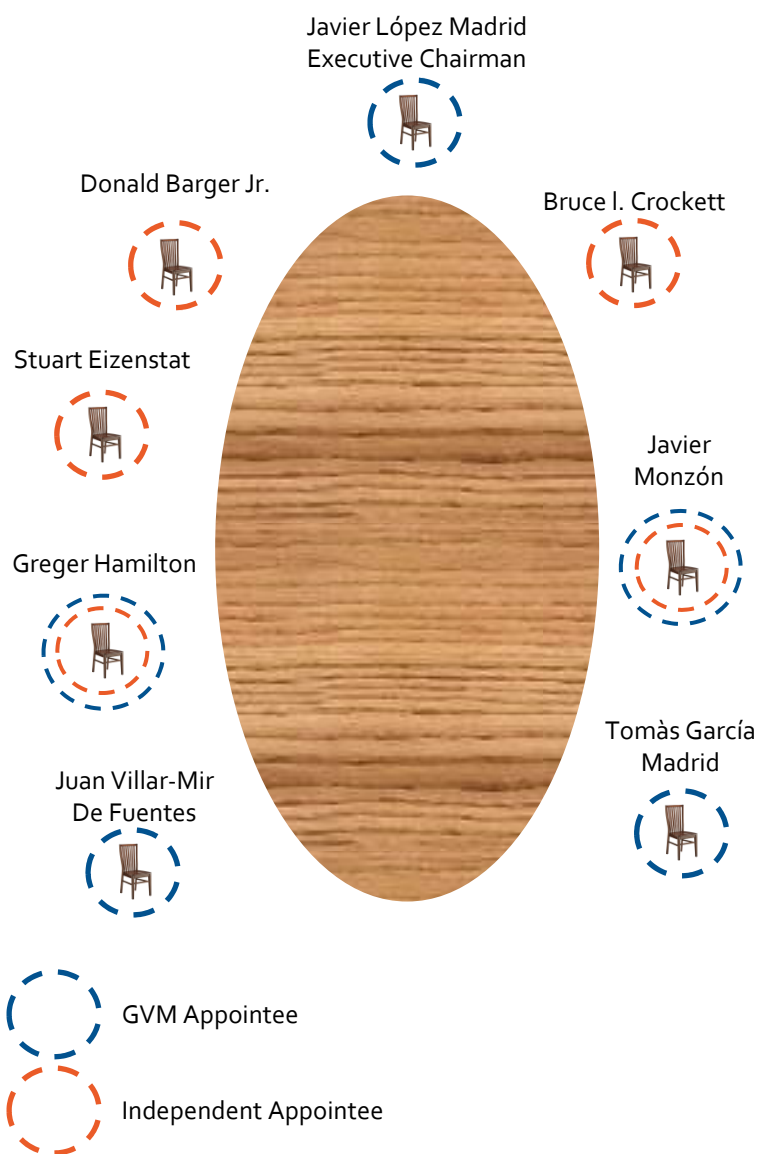 Javier López Madrid
Executive Chairman
Donald Barger Jr.
Bruce l. Crockett
Stuart Eizenstat
Javier
Monzón
Greger Hamilton
Tomàs García
Madrid
Juan Villar-Mir
De Fuentes
GVM Appointee
Independent Appointee